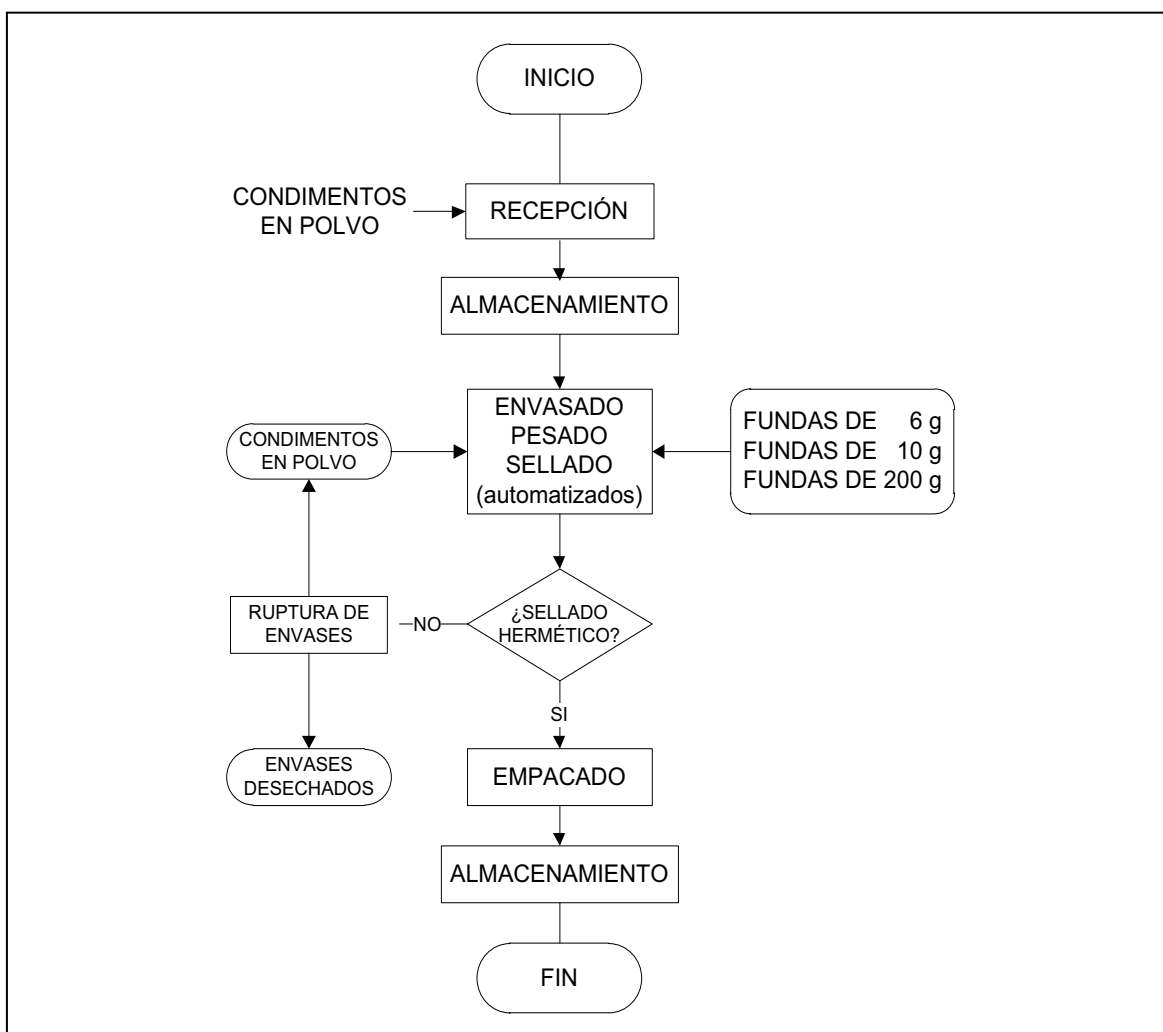 INICIO
CONDIMENTOS
EN POLVO
RECEPCIÓN
ALMACENAMIENTO
ENVASADO
PESADO
SELLADO
(automatizados)
FUNDAS DE 6 g
FUNDAS DE 10 g
FUNDAS DE 200 g
CONDIMENTOS
EN POLVO
¿SELLADO
HERMÉTICO?
NO
RUPTURA DE
ENVASES
SI
ENVASES
DESECHADOS
EMPACADO
ALMACENAMIENTO
FIN